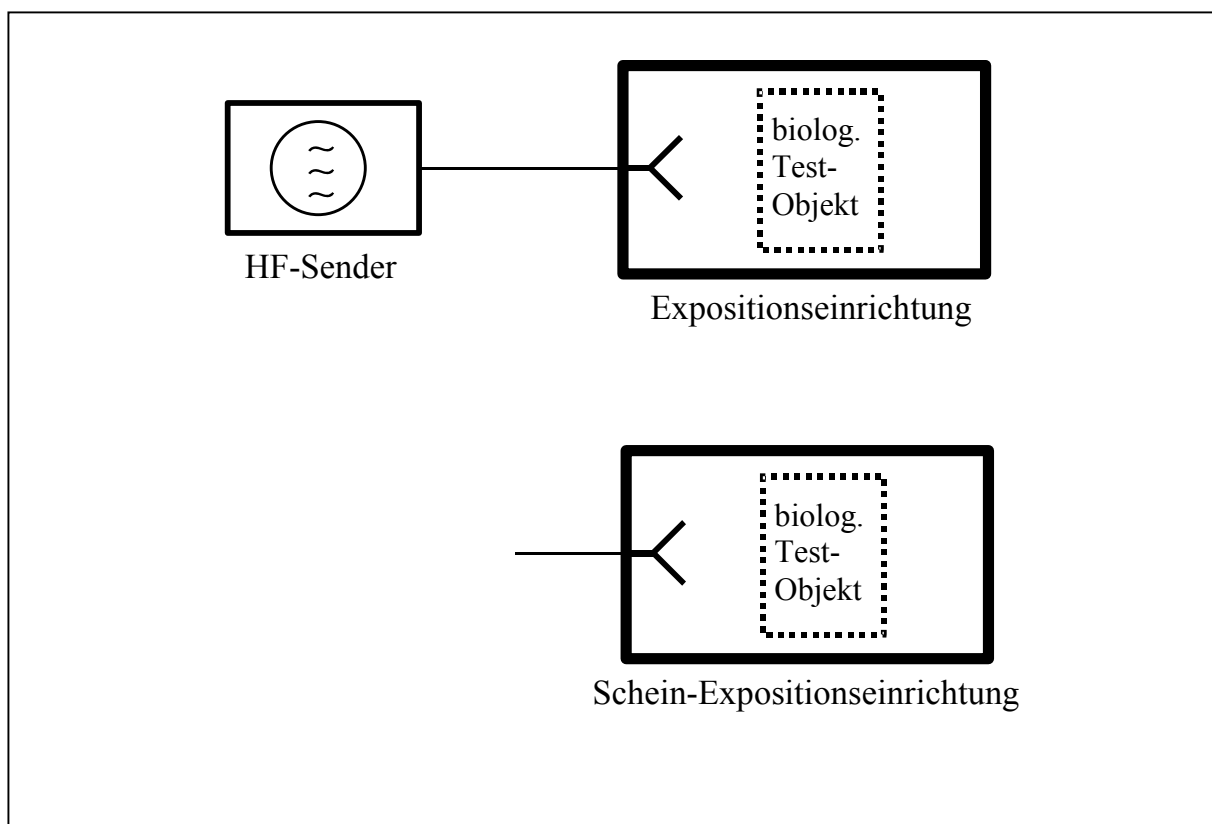 biolog.
Test-
Objekt
HF-Sender
Expositionseinrichtung
biolog.
Test-
Objekt
Schein-Expositionseinrichtung